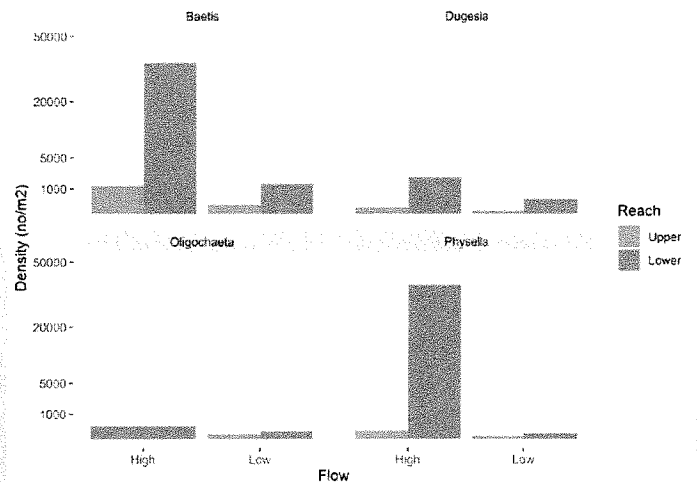 Baetis
Dugesia
50000
20000
5000
1000
Oligochaeta
Physella
50000
20000
5000
1000
High
Low
High
Low
Flow
Density (no/m2)
Reach
Upper
Lower